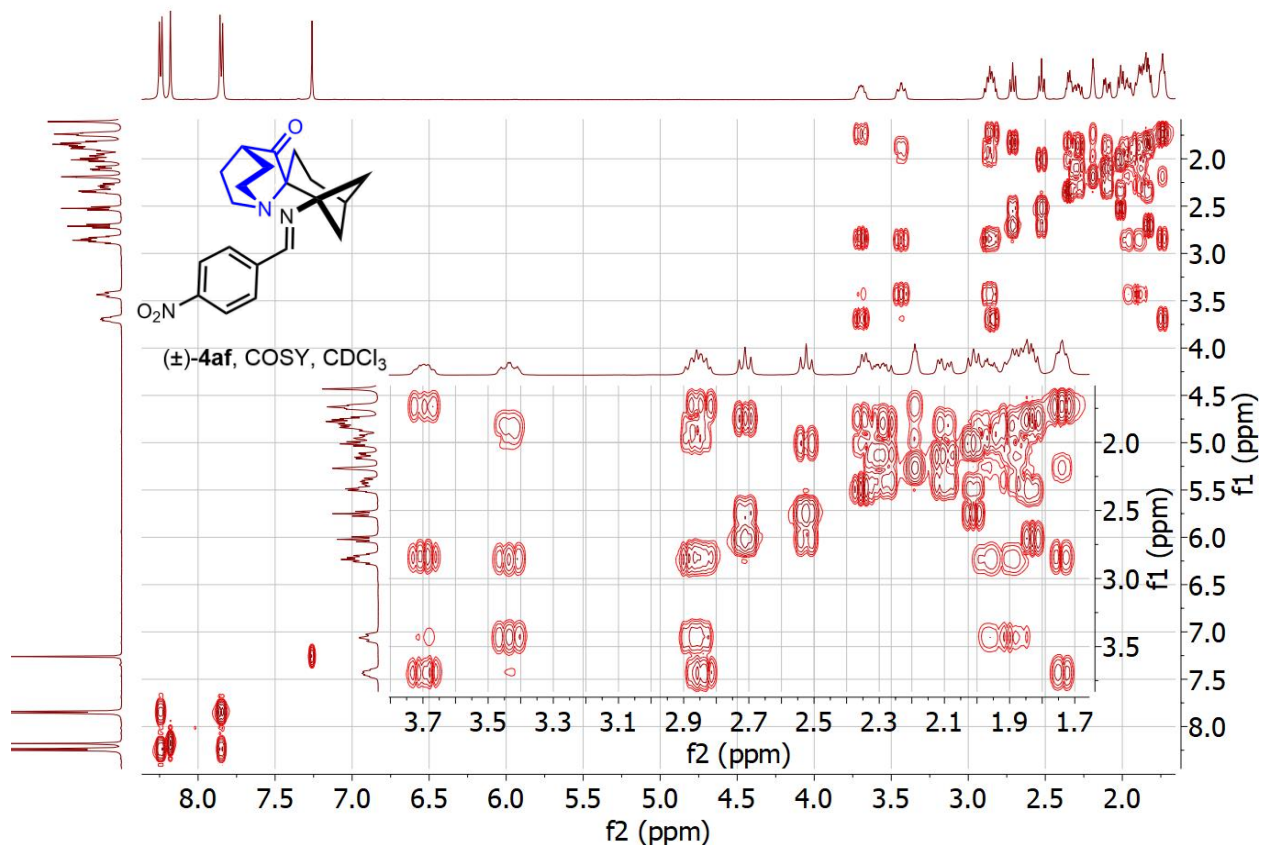 O
N
N
O₂N
(±)-4af, COSY, CDCl₃
2.0
2.5
3.0
3.5
4.0
4.5
5.0
5.5
6.0
6.5
7.0
7.5
8.0
f1 (ppm)
2.0
2.5
3.0
3.5
f1 (ppm)
3.7 3.5 3.3 3.1 2.9 2.7 2.5 2.3 2.1 1.9 1.7
f2 (ppm)
8.0 7.5 7.0 6.5 6.0 5.5 5.0 4.5 4.0 3.5 3.0 2.5 2.0
f2 (ppm)